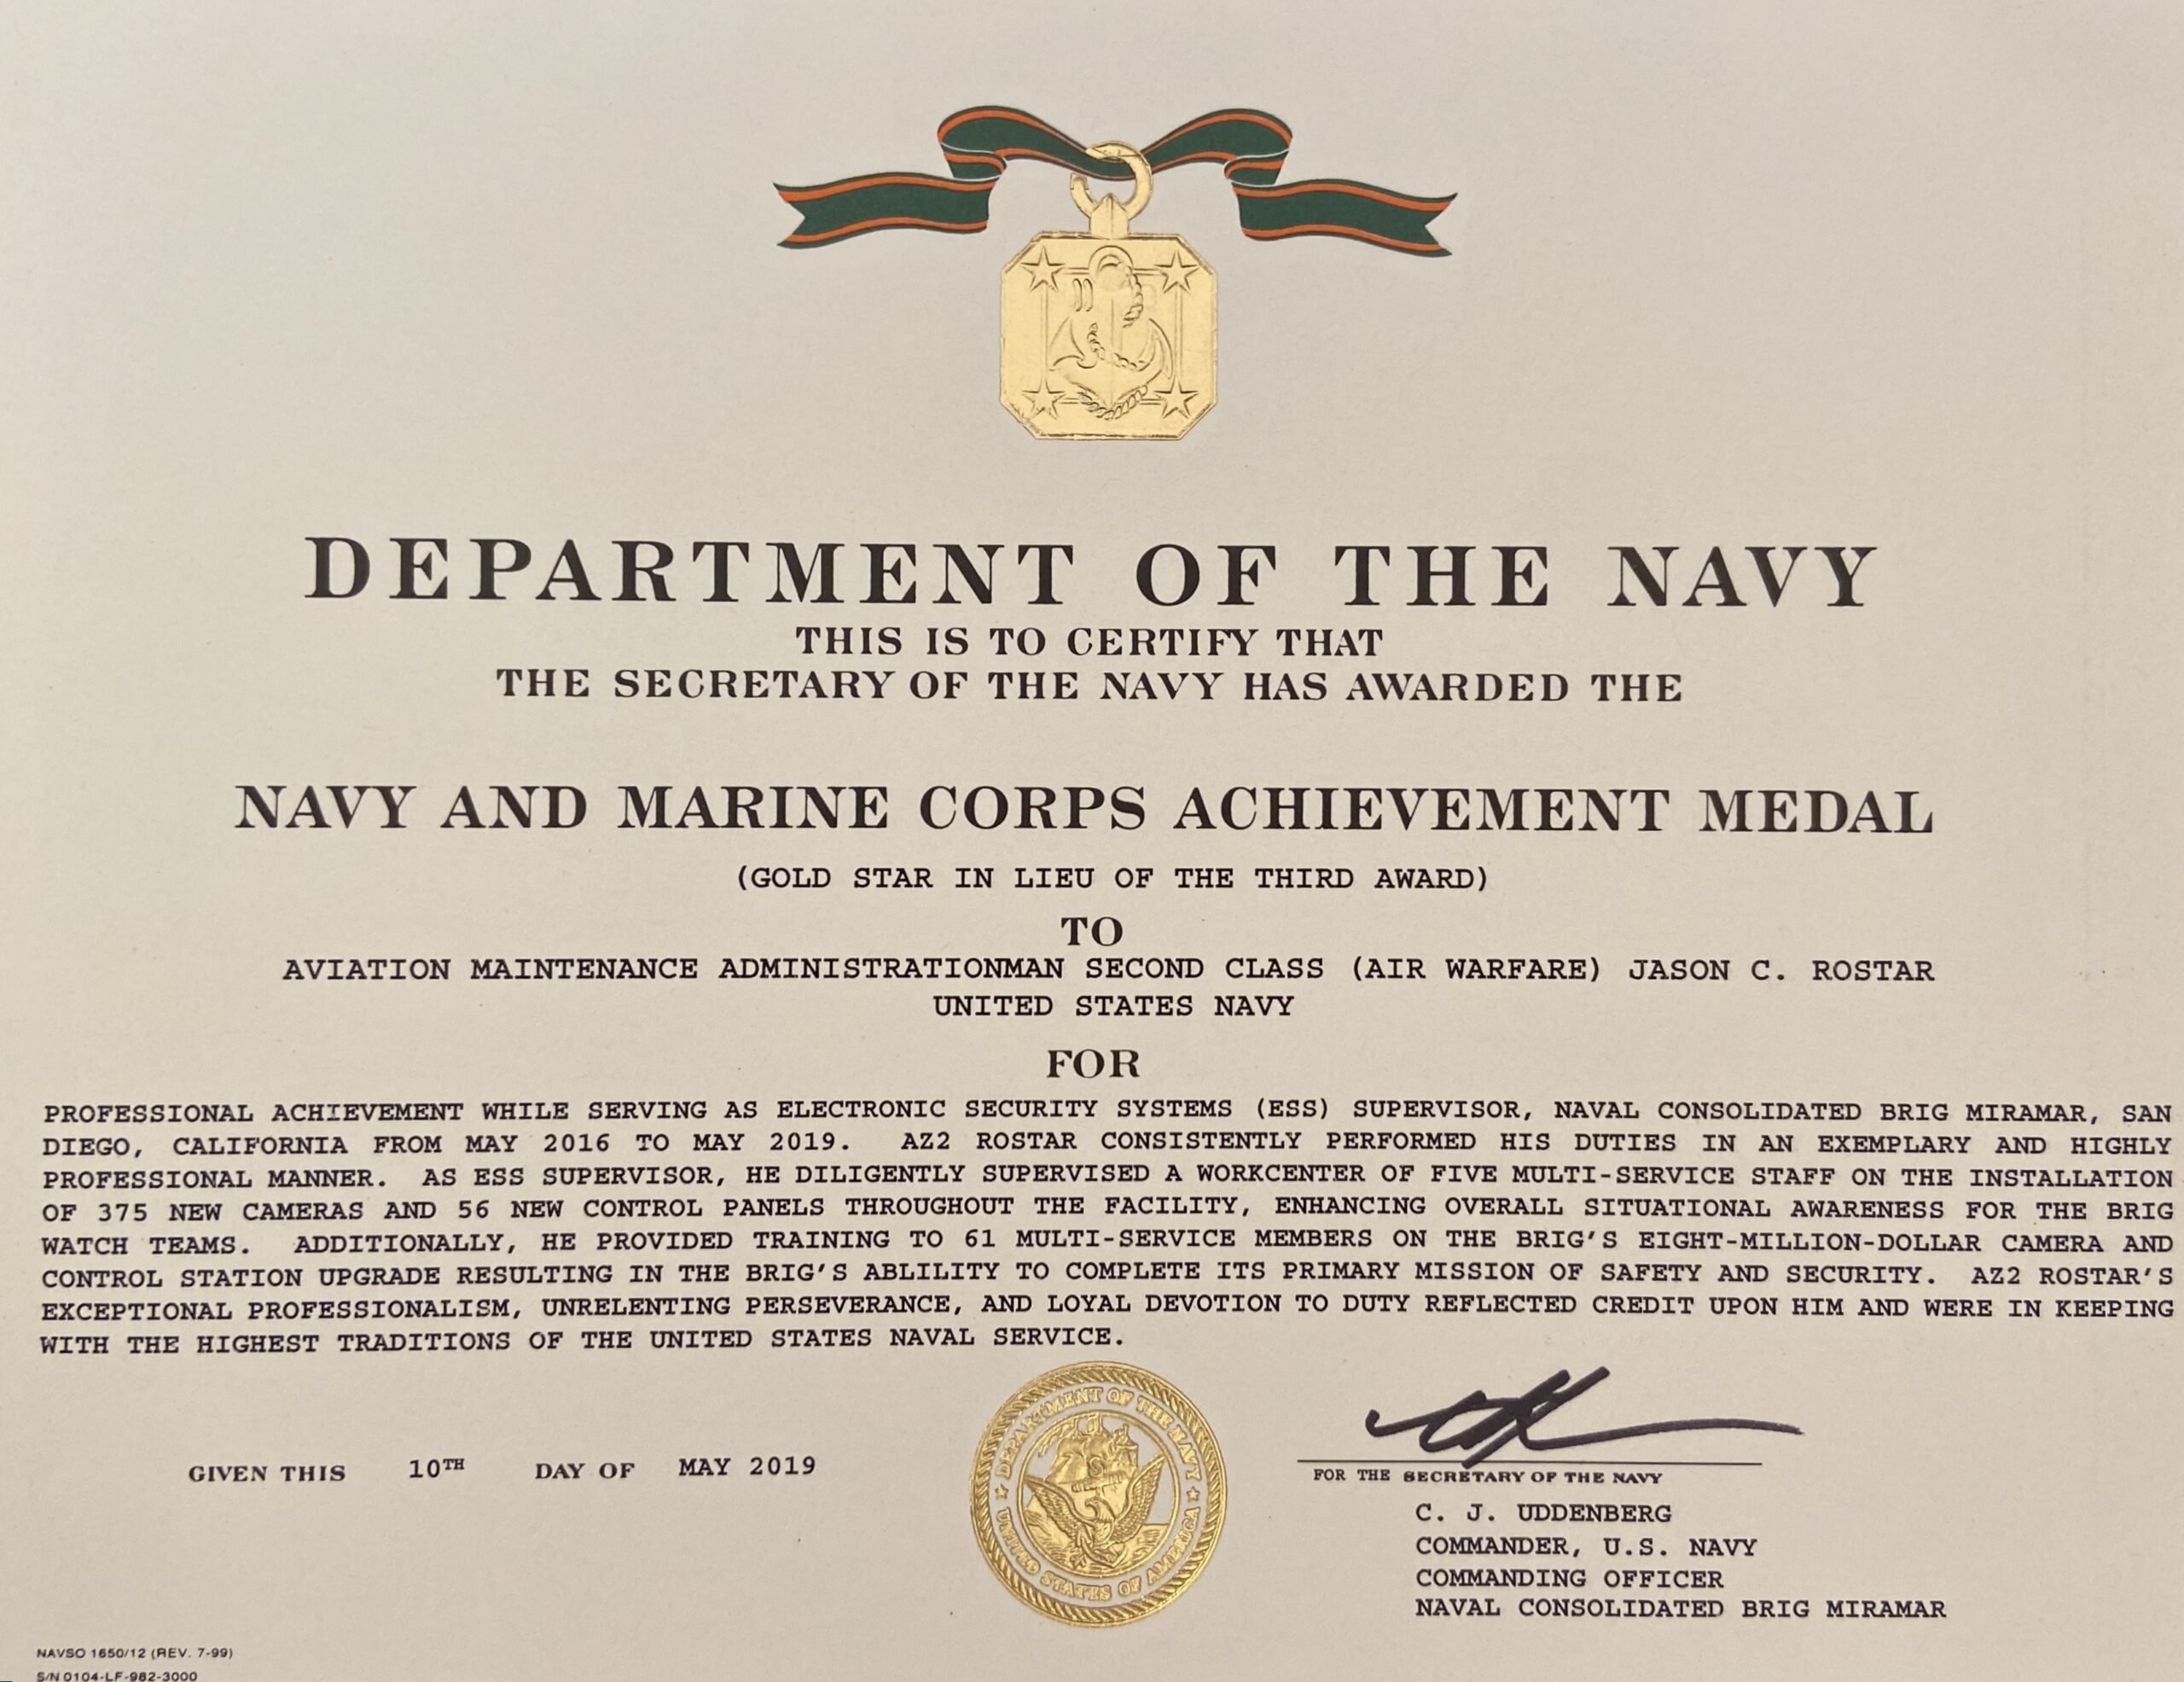 DEPARTMENT OF THE NAVY
THIS IS TO CERTIFY THAT
THE SECRETARY OF THE NAVY HAS AWARDED THE
NAVY AND MARINE CORPS ACHIEVEMENT MEDAL
(GOLD STAR IN LIEU OF THE THIRD AWARD)
TO
AVIATION MAINTENANCE ADMINISTRATIONMAN SECOND CLASS (AIR WARFARE) JASON C. ROSTAR
UNITED STATES NAVY
FOR
PROFESSIONAL ACHIEVEMENT WHILE SERVING AS ELECTRONIC SECURITY SYSTEMS (ESS) SUPERVISOR, NAVAL CONSOLIDATED BRIG MIRAMAR, SAN
DIEGO, CALIFORNIA FROM MAY 2016 TO MAY 2019. AZ2 ROSTAR CONSISTENTLY PERFORMED HIS DUTIES IN AN EXEMPLARY AND HIGHLY
PROFESSIONAL MANNER. AS ESS SUPERVISOR, HE DILIGENTLY SUPERVISED A WORKCENTER OF FIVE MULTI-SERVICE STAFF ON THE INSTALLATION
OF 375 NEW CAMERAS AND 56 NEW CONTROL PANELS THROUGHOUT THE FACILITY, ENHANCING OVERALL SITUATIONAL AWARENESS FOR THE BRIG
WATCH TEAMS. ADDITIONALLY, HE PROVIDED TRAINING TO 61 MULTI-SERVICE MEMBERS ON THE BRIG'S EIGHT-MILLION-DOLLAR CAMERA AND
CONTROL STATION UPGRADE RESULTING IN THE BRIG'S ABLILITY TO COMPLETE ITS PRIMARY MISSION OF SAFETY AND SECURITY. AZ2 ROSTAR'S
EXCEPTIONAL PROFESSIONALISM, UNRELENTING PERSEVERANCE, AND LOYAL DEVOTION TO DUTY REFLECTED CREDIT UPON HIM AND WERE IN KEEPING
WITH THE HIGHEST TRADITIONS OF THE UNITED STATES NAVAL SERVICE.
GIVEN THIS 10TH DAY OF MAY 2019
DEPARTMENT OF THE NAVY
UNITED STATES OF AMERICA
FOR THE SECRETARY OF THE NAVY
C. J. UDDENBERG
COMMANDER, U.S. NAVY
COMMANDING OFFICER
NAVAL CONSOLIDATED BRIG MIRAMAR
NAVSO 1650/12 (REV. 7-99)
S/N 0104-LF-982-3000